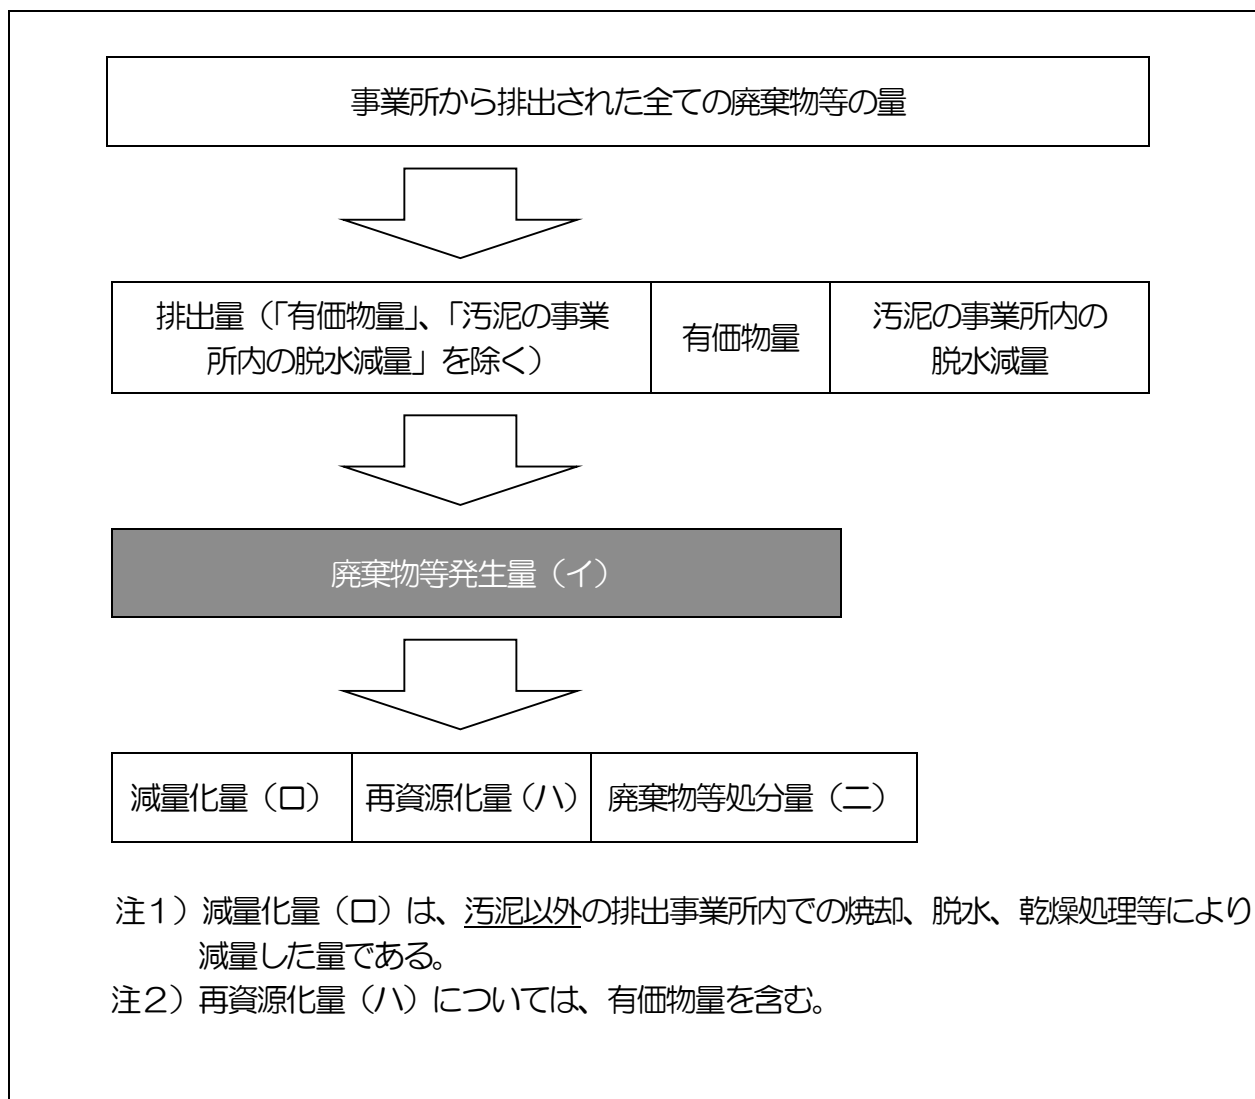 事業所から排出された全ての廃棄物等の量
排出量（「有価物量」、「汚泥の事業
所内の脱水減量」を除く）
有価物量
汚泥の事業所内の
脱水減量
廃棄物等発生量（イ）
減量化量（ロ）
再資源化量（ハ）
廃棄物等処分量（ニ）
注１）減量化量（ロ）は、汚泥以外の排出事業所内での焼却、脱水、乾燥処理等により
減量した量である。
注２）再資源化量（ハ）については、有価物量を含む。